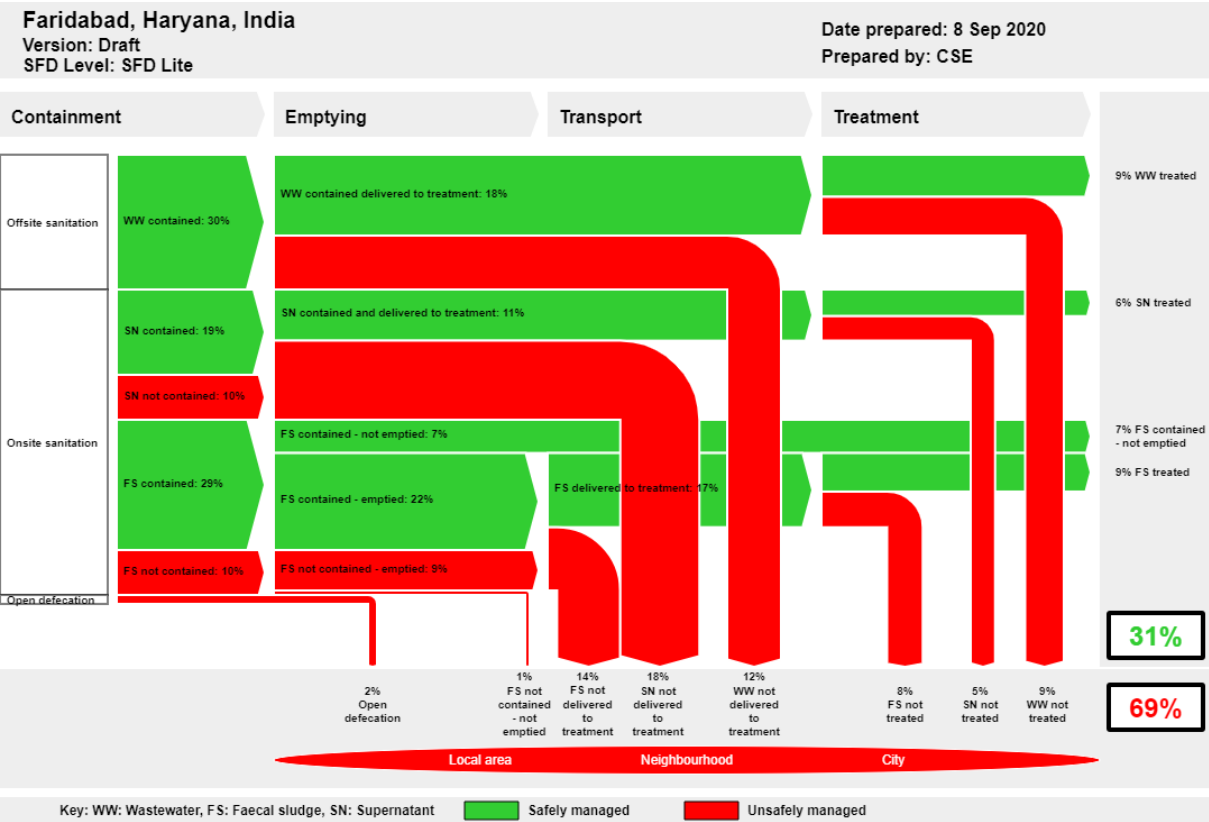 Faridabad, Haryana, India
Version: Draft
SFD Level: SFD Lite
Date prepared: 8 Sep 2020
Prepared by: CSE
Containment
Emptying
Transport
Treatment
Offsite sanitation
WW contained: 30%
WW contained delivered to treatment: 18%
9% WW treated
Onsite sanitation
SN contained: 19%
SN contained and delivered to treatment: 11%
6% SN treated
SN not contained: 10%
FS contained: 29%
FS contained - not emptied: 7%
7% FS contained
- not emptied
FS contained - emptied: 22%
FS delivered to treatment: 17%
9% FS treated
FS not contained: 10%
FS not contained - emptied: 9%
Open defecation
31%
69%
2%
Open
defecation
1%
FS not
contained
- not
emptied
14%
FS not
delivered
to
treatment
18%
SN not
delivered
to
treatment
12%
WW not
delivered
to
treatment
8%
FS not
treated
5%
SN not
treated
9%
WW not
treated
Local area
Neighbourhood
City
Key: WW: Wastewater, FS: Faecal sludge, SN: Supernatant
Safely managed
Unsafely managed